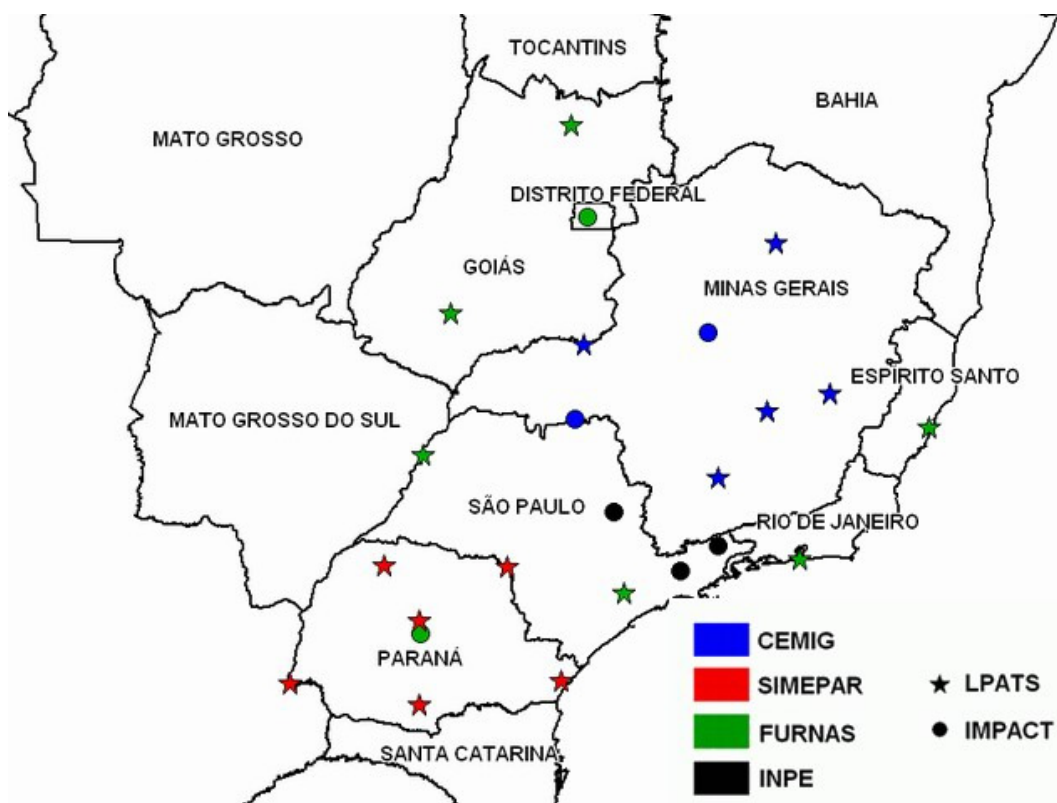 TOCANTINS
BAHIA
MATO GROSSO
DISTRITO FEDERAL
GOIÁS
MINAS GERAIS
ESPÍRITO SANTO
MATO GROSSO DO SUL
SÃO PAULO
RIO DE JANEIRO
PARANÁ
SANTA CATARINA
CEMIG
SIMEPAR
FURNAS
INPE
LPATS
IMPACT